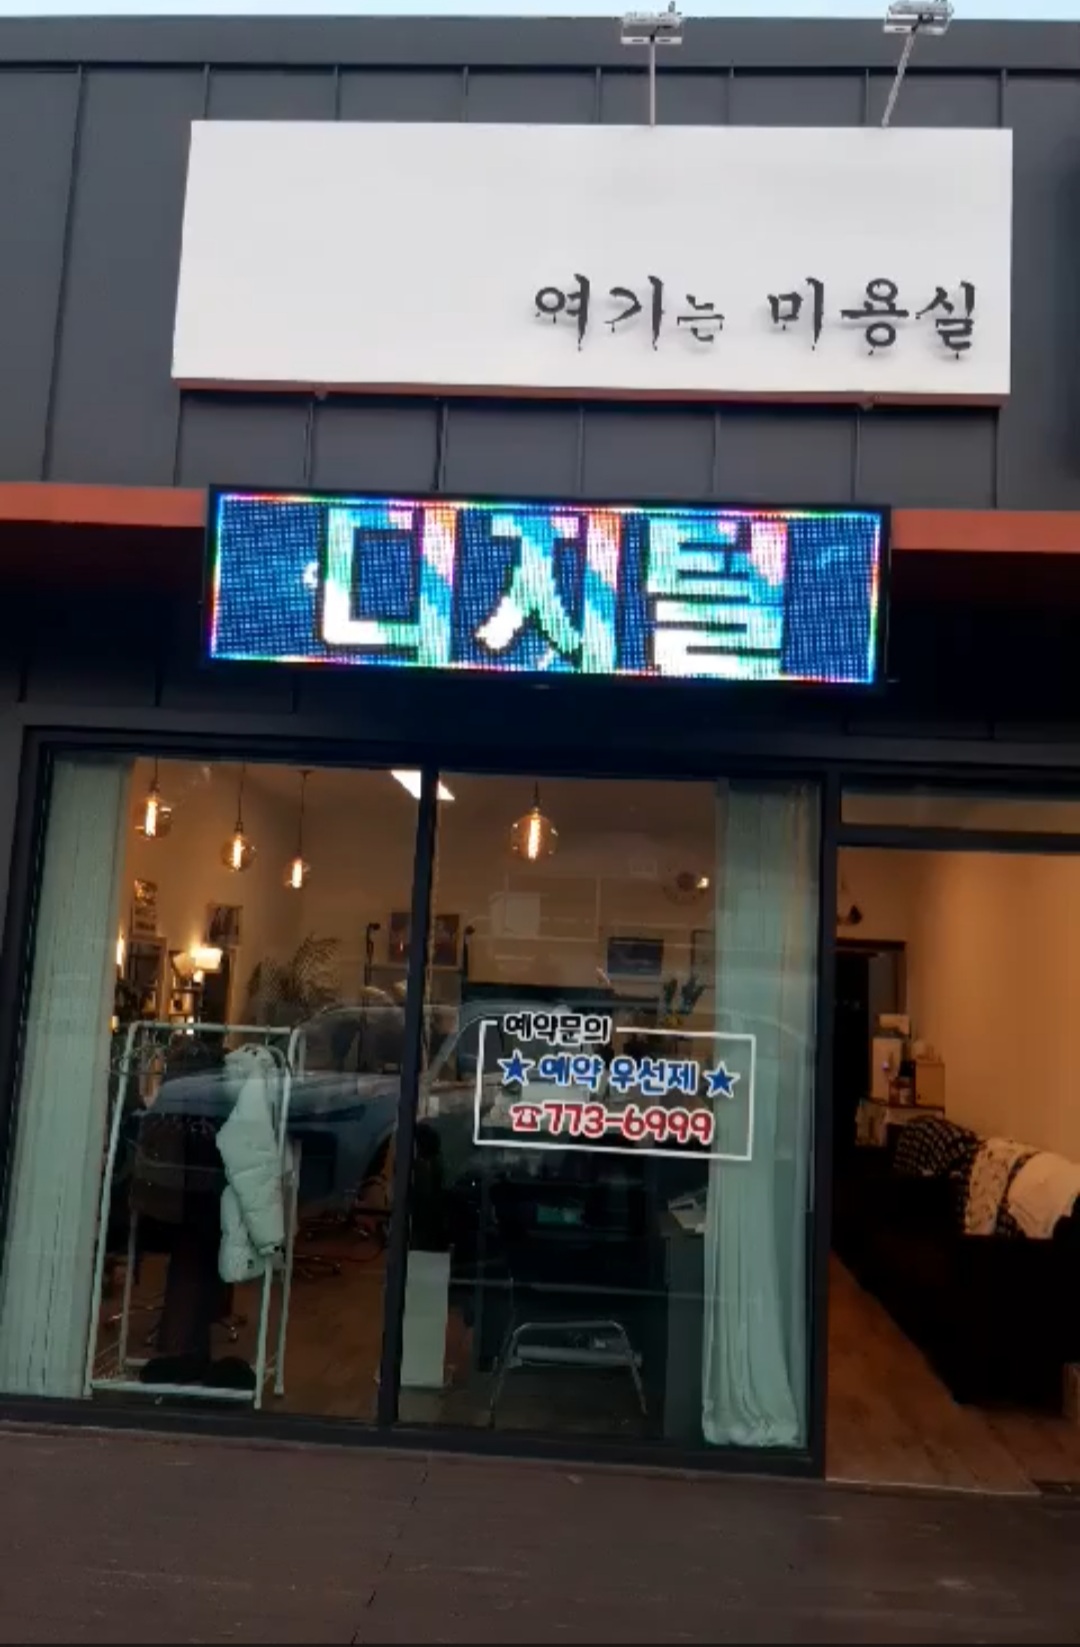 여기는 미용실
디지털
예약문의
★ 예약 우선제 ★
☎773-6999